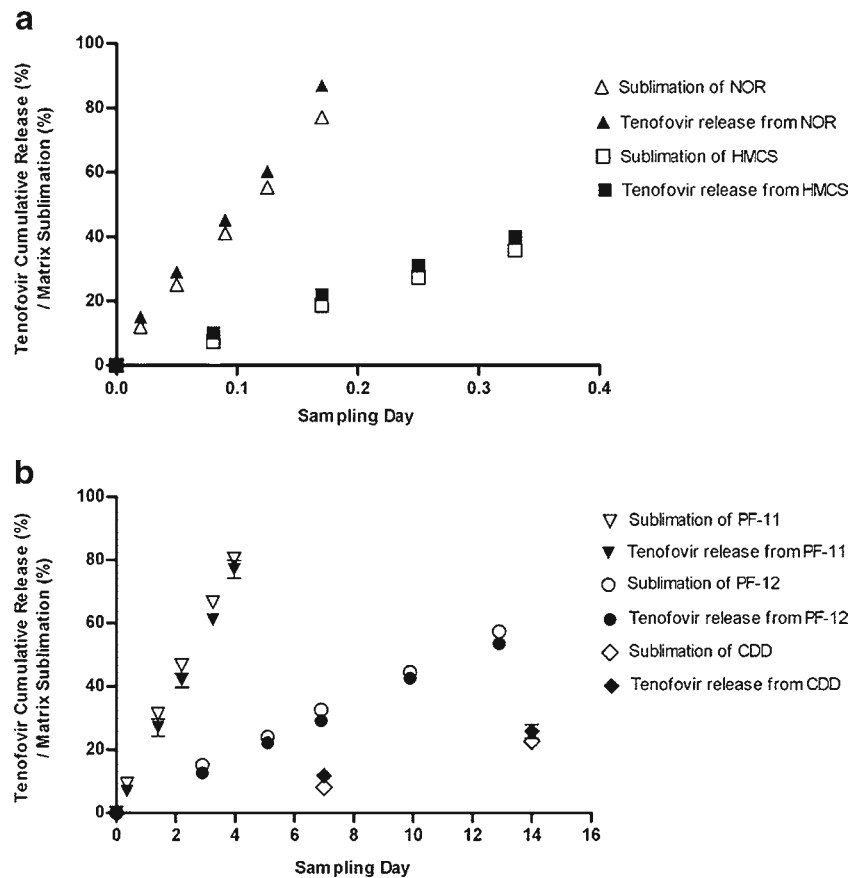 a
Tenofovir Cumulative Release (%)
/ Matrix Sublimation (%)
100
80
60
40
20
0
0.0
0.1
0.2
0.3
0.4
Sampling Day
Sublimation of NOR
Tenofovir release from NOR
Sublimation of HMCS
Tenofovir release from HMCS
b
Tenofovir Cumulative Release (%)
/ Matrix Sublimation (%)
100
80
60
40
20
0
0
2
4
6
8
10
12
14
16
Sampling Day
Sublimation of PF-11
Tenofovir release from PF-11
Sublimation of PF-12
Tenofovir release from PF-12
Sublimation of CDD
Tenofovir release from CDD